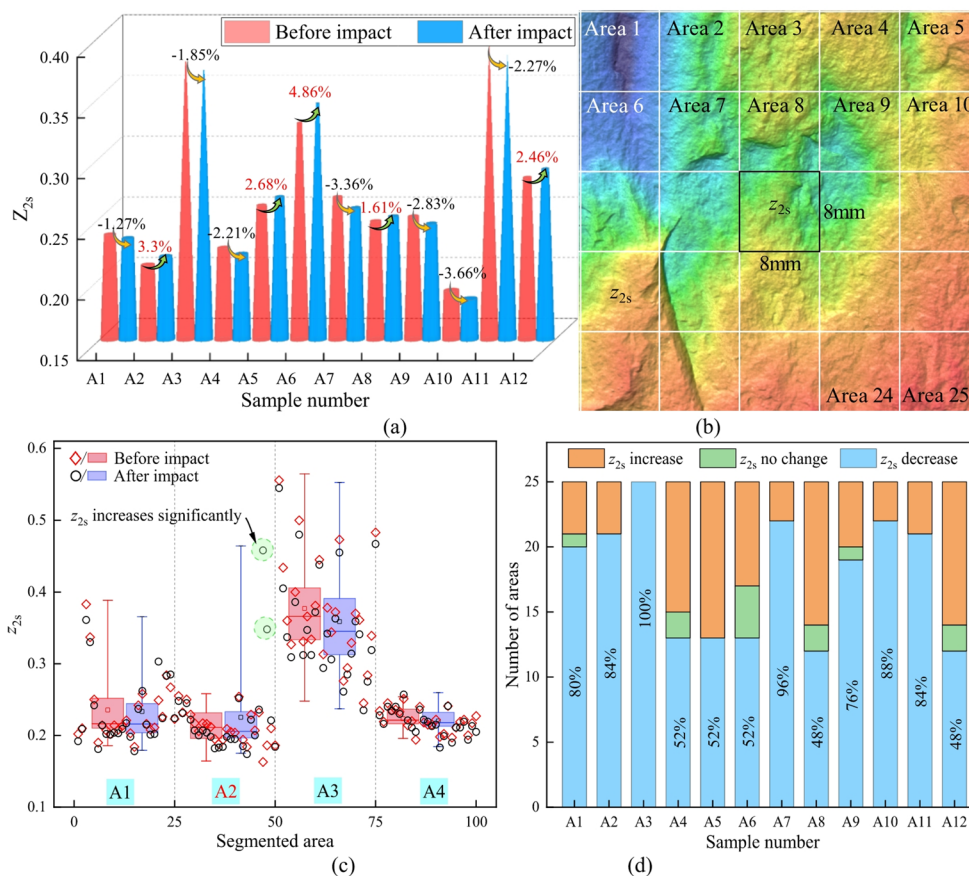 Before impact
After impact
Z2s
0.40
0.35
0.30
0.25
0.20
0.15
-1.27%
3.3%
-1.85%
-2.21%
2.68%
4.86%
-3.36%
1.61%
-2.83%
-3.66%
-2.27%
2.46%
A1 A2 A3 A4 A5 A6 A7 A8 A9 A10 A11 A12
Sample number
(a)
Area 1 Area 2 Area 3 Area 4 Area 5
Area 6 Area 7 Area 8 Area 9 Area 10
z2s
8mm
8mm
z2s
Area 24 Area 25
(b)
z2s
0.6
0.5
0.4
0.3
0.2
0.1
/ Before impact
/ After impact
z2s increases significantly
A1 A2 A3 A4
0 25 50 75 100
Segmented area
(c)
z2s increase z2s no change z2s decrease
Number of areas
25
20
15
10
5
0
80% 84% 100% 52% 52% 52% 96% 48% 76% 88% 84% 48%
A1 A2 A3 A4 A5 A6 A7 A8 A9 A10 A11 A12
Sample number
(d)